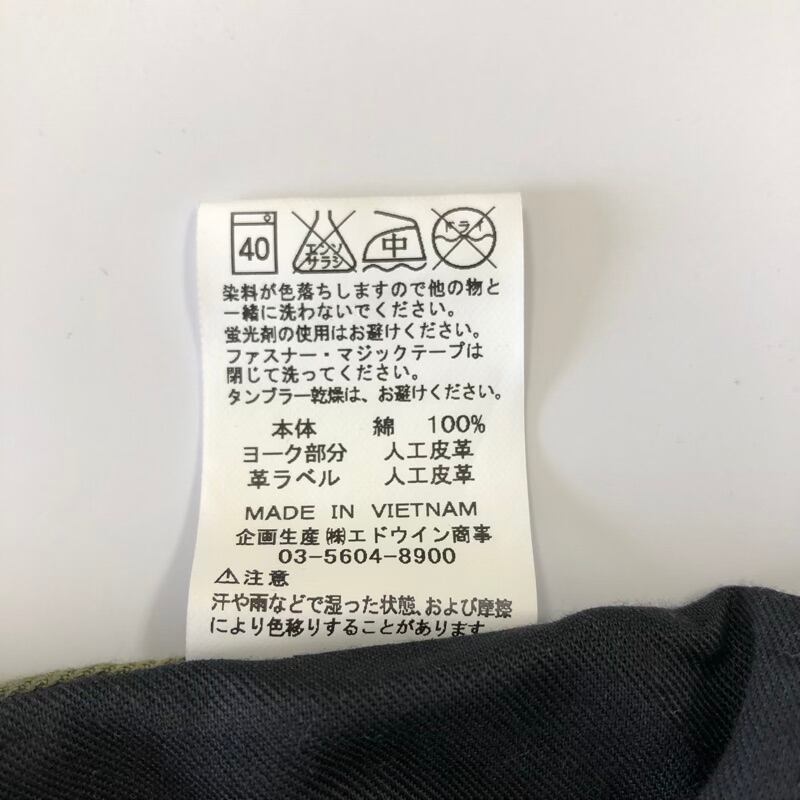 40 エンソ 中 ドライ
サラシ
染料が色落ちしますので他の物と
一緒に洗わないでください。
蛍光剤の使用はお避けください。
ファスナー・マジックテープは
閉じて洗ってください。
タンブラー乾燥は、お避けください。
本体 綿 100%
ヨーク部分 人工皮革
革ラベル 人工皮革
MADE IN VIETNAM
企画生産㈱エドウイン商事
03-5604-8900
⚠注意
汗や雨などで湿った状態、および摩擦
により色移りすることがあります